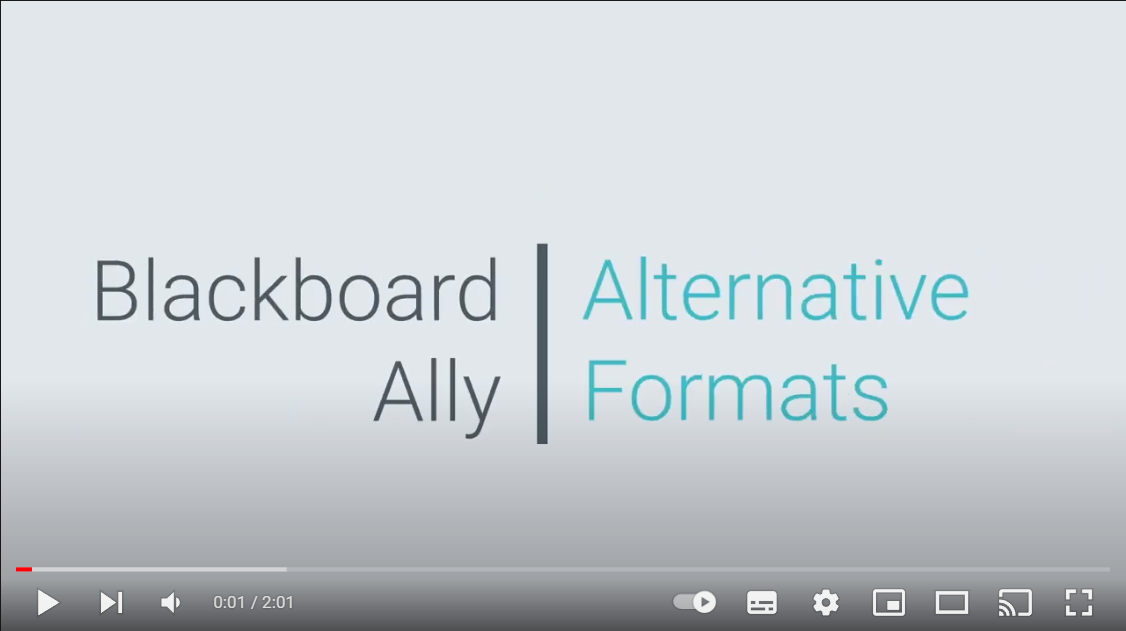 Blackboard
Ally
Alternative
Formats
0:01 / 2:01